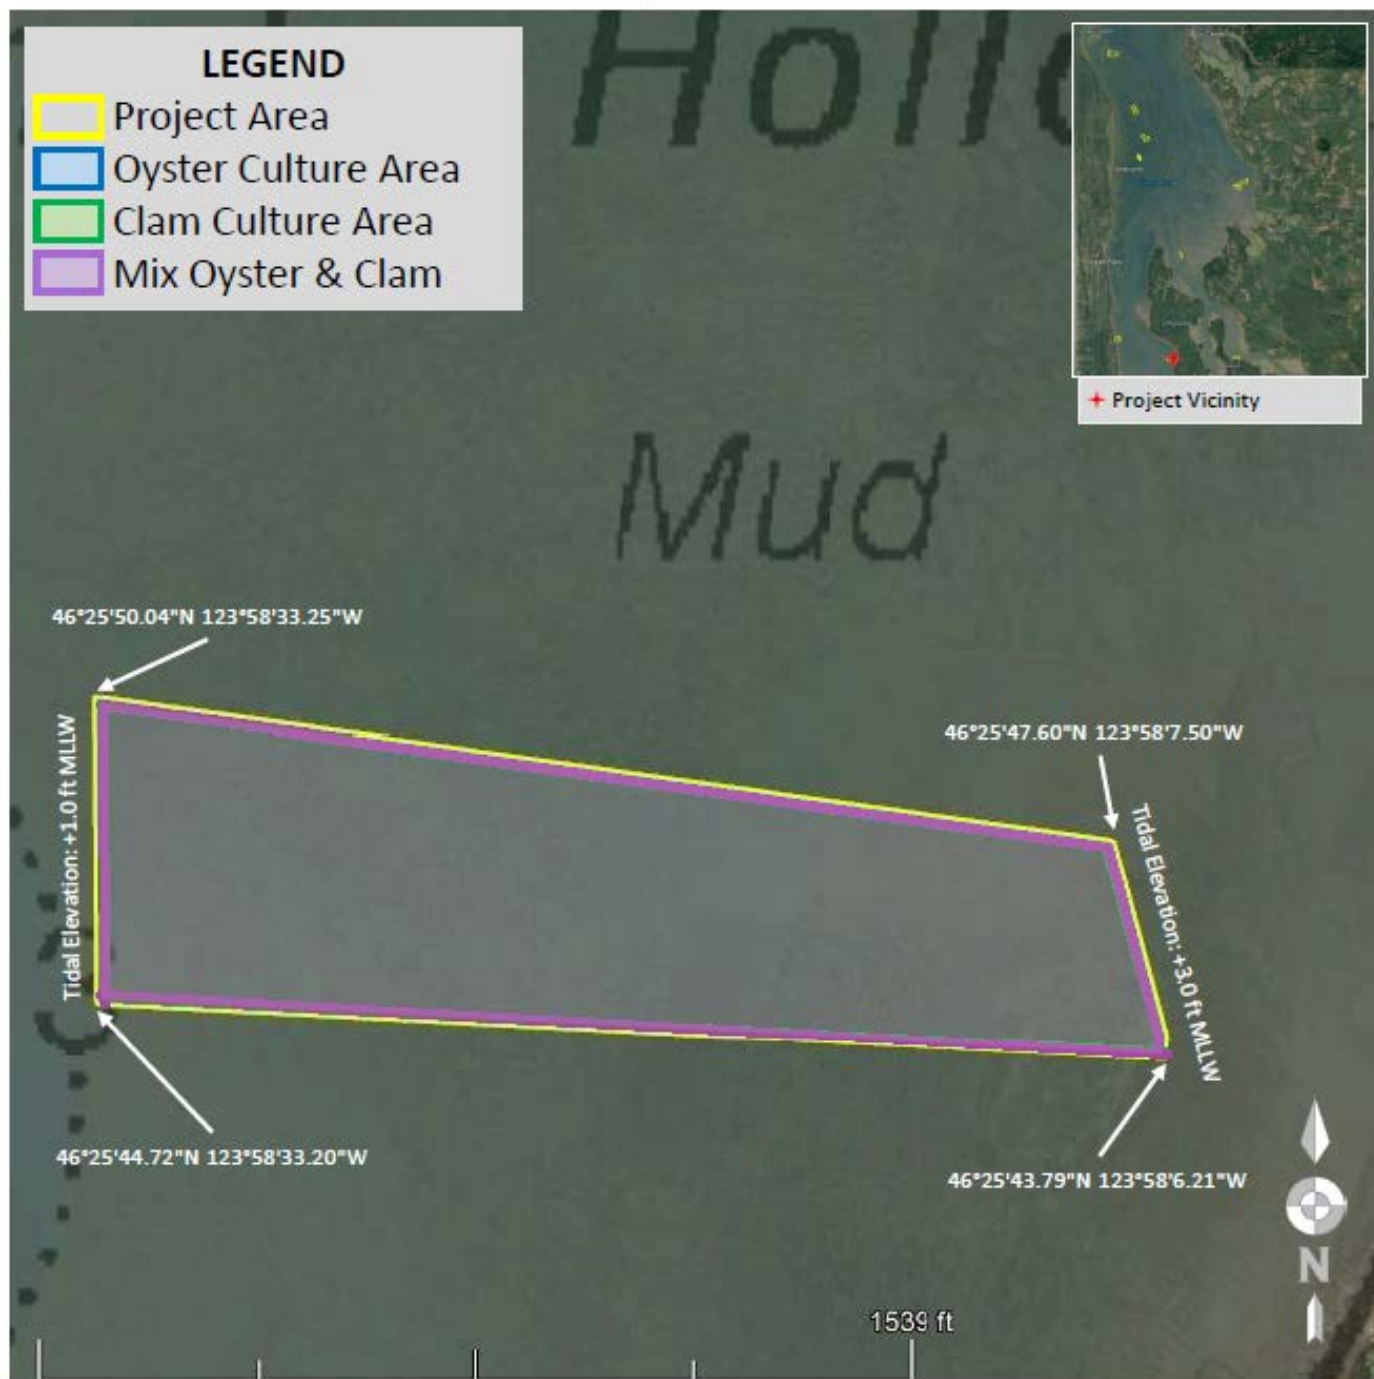 LEGEND
Project Area
Oyster Culture Area
Clam Culture Area
Mix Oyster & Clam
Project Vicinity
Mud
46°25'50.04"N 123°58'33.25"W
46°25'47.60"N 123°58'7.50"W
Tidal Elevation: +1.0 ft MLLW
Tidal Elevation: +3.0 ft MLLW
46°25'44.72"N 123°58'33.20"W
46°25'43.79"N 123°58'6.21"W
N
1539 ft